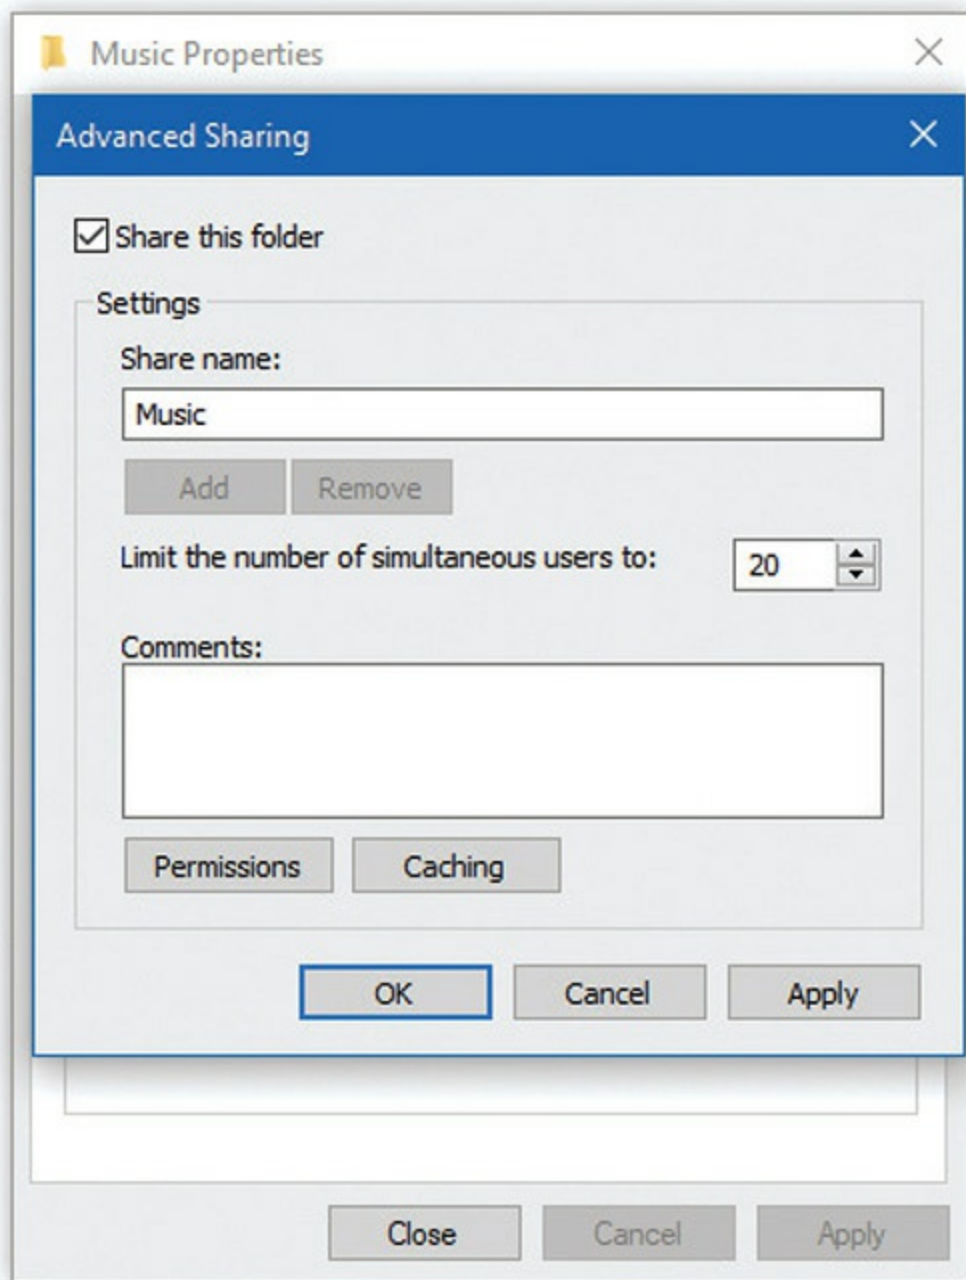 Music Properties
Advanced Sharing
Share this folder
Settings
Share name:
Music
Add Remove
Limit the number of simultaneous users to: 20
Comments:
Permissions Caching
OK Cancel Apply
Close Cancel Apply